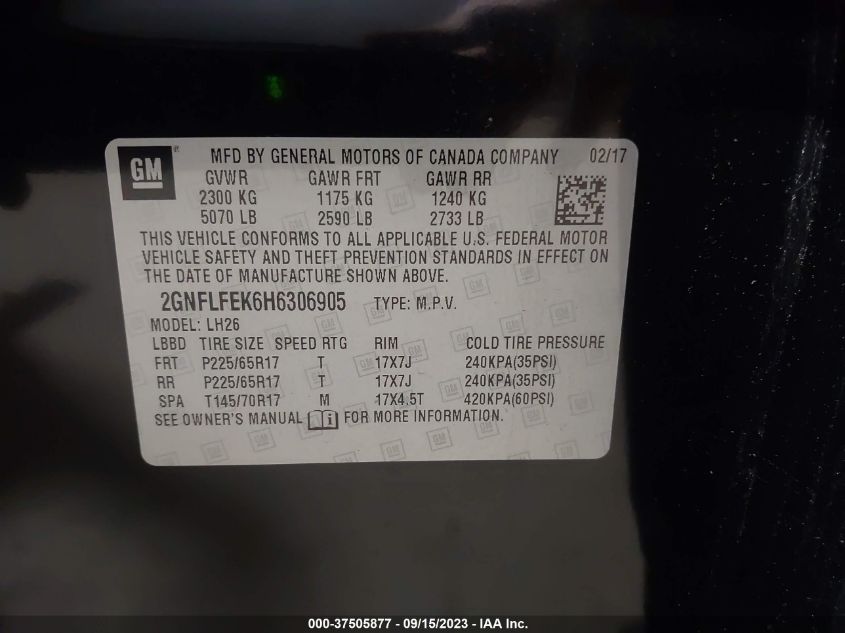 GM
MFD BY GENERAL MOTORS OF CANADA COMPANY 02/17
GVWR GAWR FRT GAWR RR
2300 KG 1175 KG 1240 KG
5070 LB 2590 LB 2733 LB
THIS VEHICLE CONFORMS TO ALL APPLICABLE U.S. FEDERAL MOTOR
VEHICLE SAFETY AND THEFT PREVENTION STANDARDS IN EFFECT ON
THE DATE OF MANUFACTURE SHOWN ABOVE.
2GNFLFEK6H6306905 TYPE: M.P.V.
MODEL: LH26
LBBD TIRE SIZE SPEED RTG RIM COLD TIRE PRESSURE
FRT P225/65R17 T 17X7J 240KPA(35PSI)
RR P225/65R17 T 17X7J 240KPA(35PSI)
SPA T145/70R17 M 17X4.5T 420KPA(60PSI)
SEE OWNER'S MANUAL i FOR MORE INFORMATION.
000-37505877 - 09/15/2023 - IAA Inc.